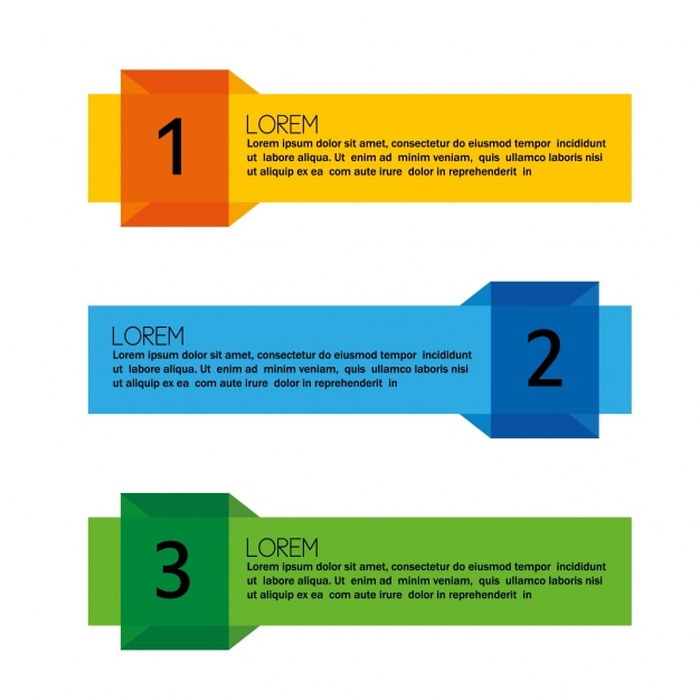 1
LOREM
Lorem ipsum dolor sit amet, consectetur do eiusmod tempor incididunt
ut labore aliqua. Ut enim ad minim veniam, quis ullamco laboris nisi
ut aliquip ex ea com aute irure dolor in reprehenderit in
LOREM
Lorem ipsum dolor sit amet, consectetur do eiusmod tempor incididunt
ut labore aliqua. Ut enim ad minim veniam, quis ullamco laboris nisi
ut aliquip ex ea com aute irure dolor in reprehenderit in
2
3
LOREM
Lorem ipsum dolor sit amet, consectetur do eiusmod tempor incididunt
ut labore aliqua. Ut enim ad minim veniam, quis ullamco laboris nisi
ut aliquip ex ea com aute irure dolor in reprehenderit in